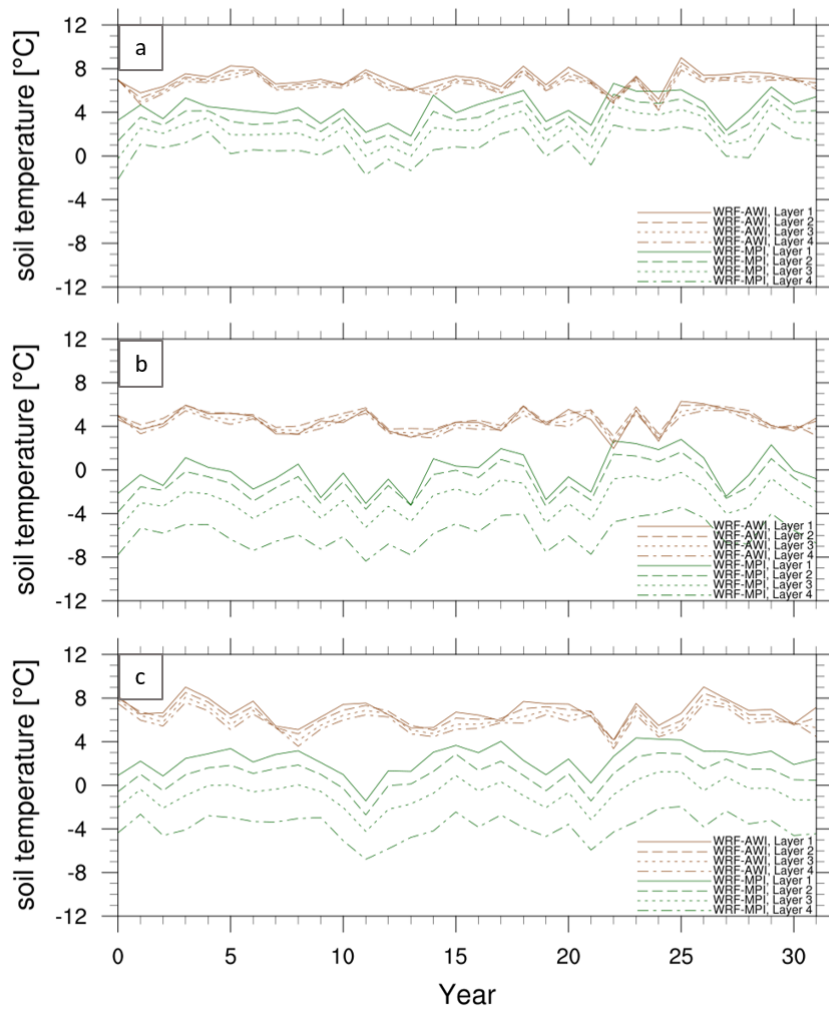 12
8
4
0
-4
-8
-12
soil temperature [°C]
a
WRF-AWI, Layer 1
WRF-AWI, Layer 2
WRF-AWI, Layer 3
WRF-AWI, Layer 4
WRF-MPI, Layer 1
WRF-MPI, Layer 2
WRF-MPI, Layer 3
WRF-MPI, Layer 4
12
8
4
0
-4
-8
-12
soil temperature [°C]
b
WRF-AWI, Layer 1
WRF-AWI, Layer 2
WRF-AWI, Layer 3
WRF-AWI, Layer 4
WRF-MPI, Layer 1
WRF-MPI, Layer 2
WRF-MPI, Layer 3
WRF-MPI, Layer 4
12
8
4
0
-4
-8
-12
soil temperature [°C]
c
WRF-AWI, Layer 1
WRF-AWI, Layer 2
WRF-AWI, Layer 3
WRF-AWI, Layer 4
WRF-MPI, Layer 1
WRF-MPI, Layer 2
WRF-MPI, Layer 3
WRF-MPI, Layer 4
0 5 10 15 20 25 30
Year